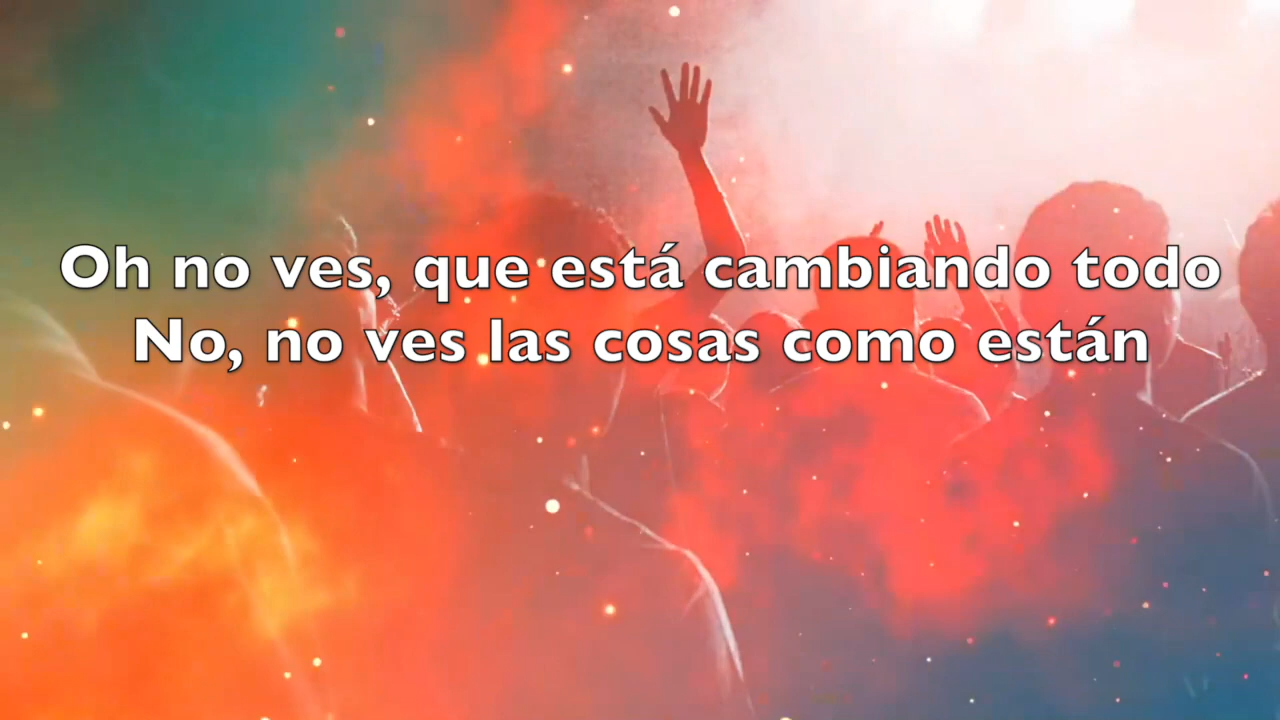 Oh no ves, que está cambiando todo
No, no ves las cosas como están